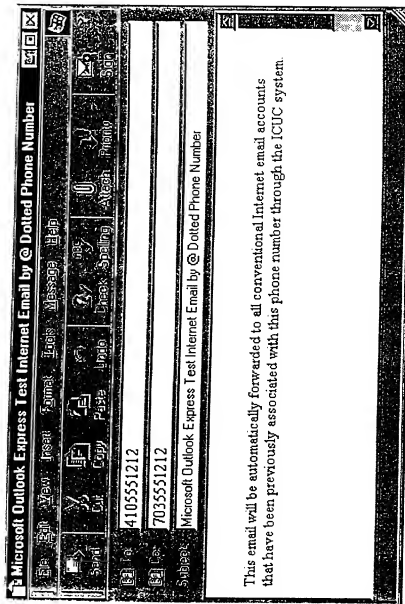 Microsoft Outlook Express Test Internet Email by @ Dotted Phone Number
File Edit View Insert Format Tools Message Help
Send Cut Copy Paste Undo Check Spelling Attach Priority Sign
To: 4105551212
Cc: 7035551212
Subject: Microsoft Outlook Express Test Internet Email by @ Dotted Phone Number
This email will be automatically forwarded to all conventional Internet email accounts
that have been previously associated with this phone number through the ICUC system.